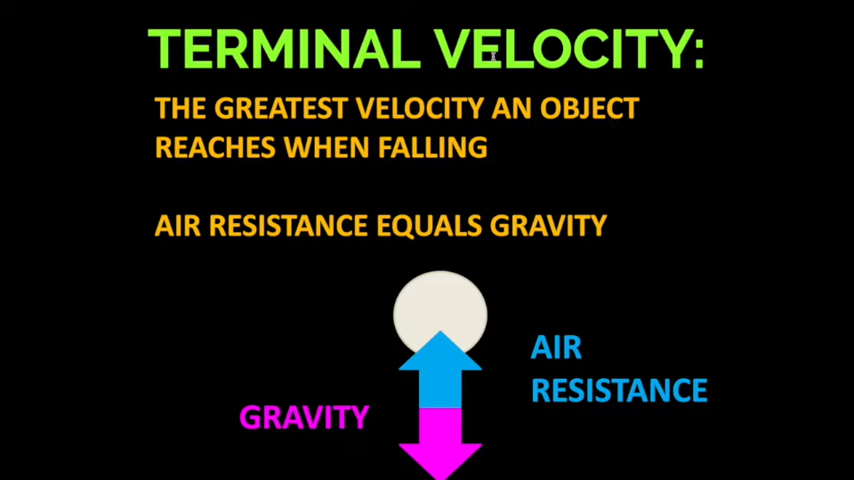 TERMINAL VELOCITY:
THE GREATEST VELOCITY AN OBJECT
REACHES WHEN FALLING
AIR RESISTANCE EQUALS GRAVITY
AIR
RESISTANCE
GRAVITY